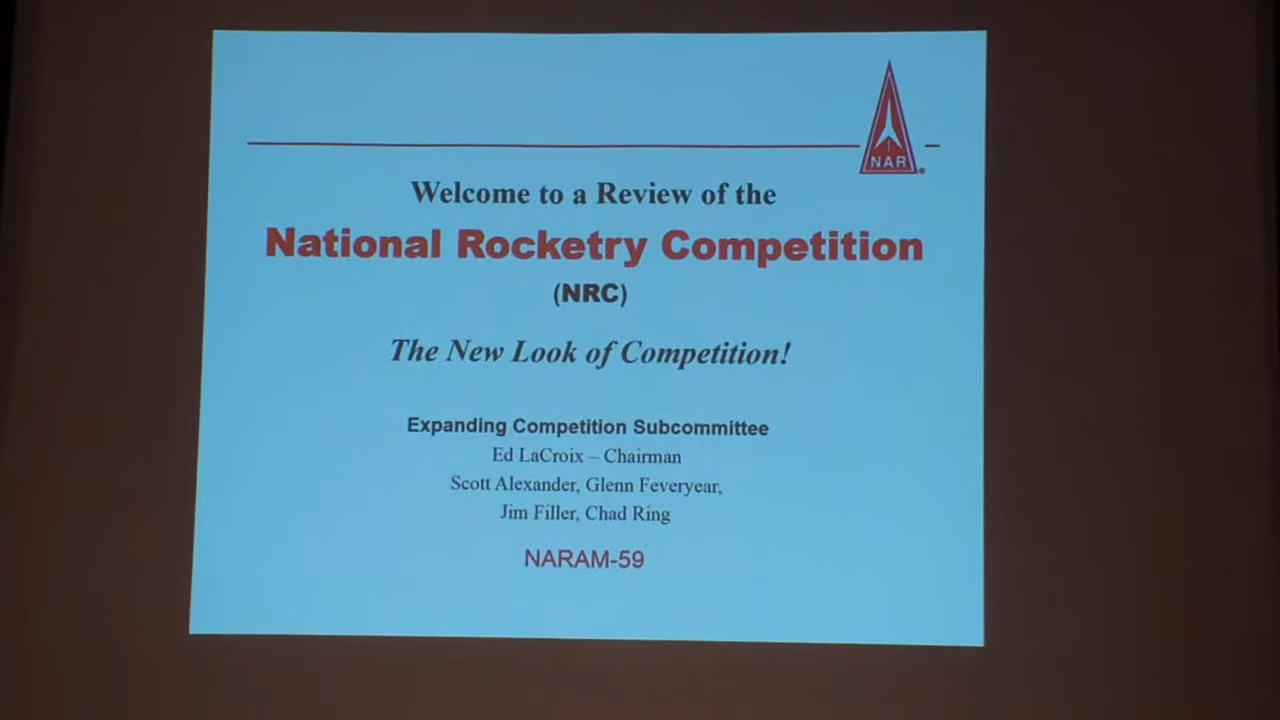 NAR®
Welcome to a Review of the
National Rocketry Competition
(NRC)
The New Look of Competition!
Expanding Competition Subcommittee
Ed LaCroix – Chairman
Scott Alexander, Glenn Feveryear,
Jim Filler, Chad Ring
NARAM-59